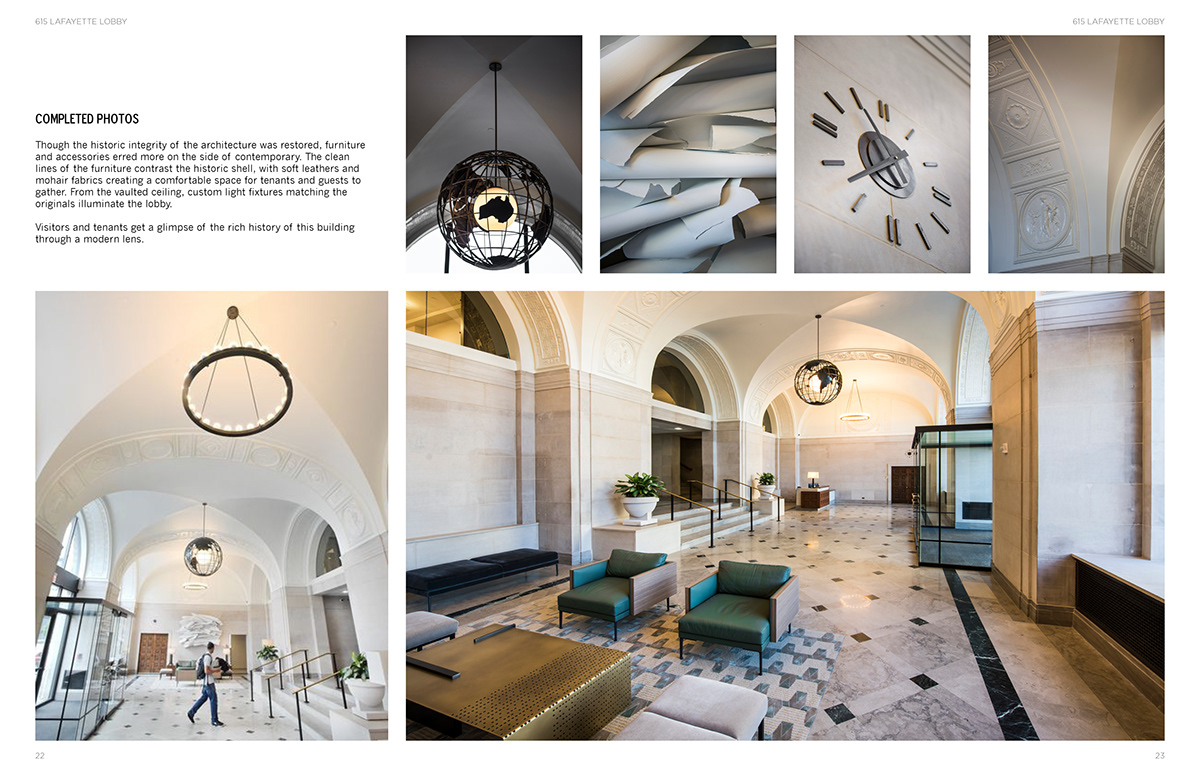 615 LAFAYETTE LOBBY
615 LAFAYETTE LOBBY
COMPLETED PHOTOS
Though the historic integrity of the architecture was restored, furniture
and accessories erred more on the side of contemporary. The clean
lines of the furniture contrast the historic shell, with soft leathers and
mohair fabrics creating a comfortable space for tenants and guests to
gather. From the vaulted ceiling, custom light fixtures matching the
originals illuminate the lobby.
Visitors and tenants get a glimpse of the rich history of this building
through a modern lens.
22
23